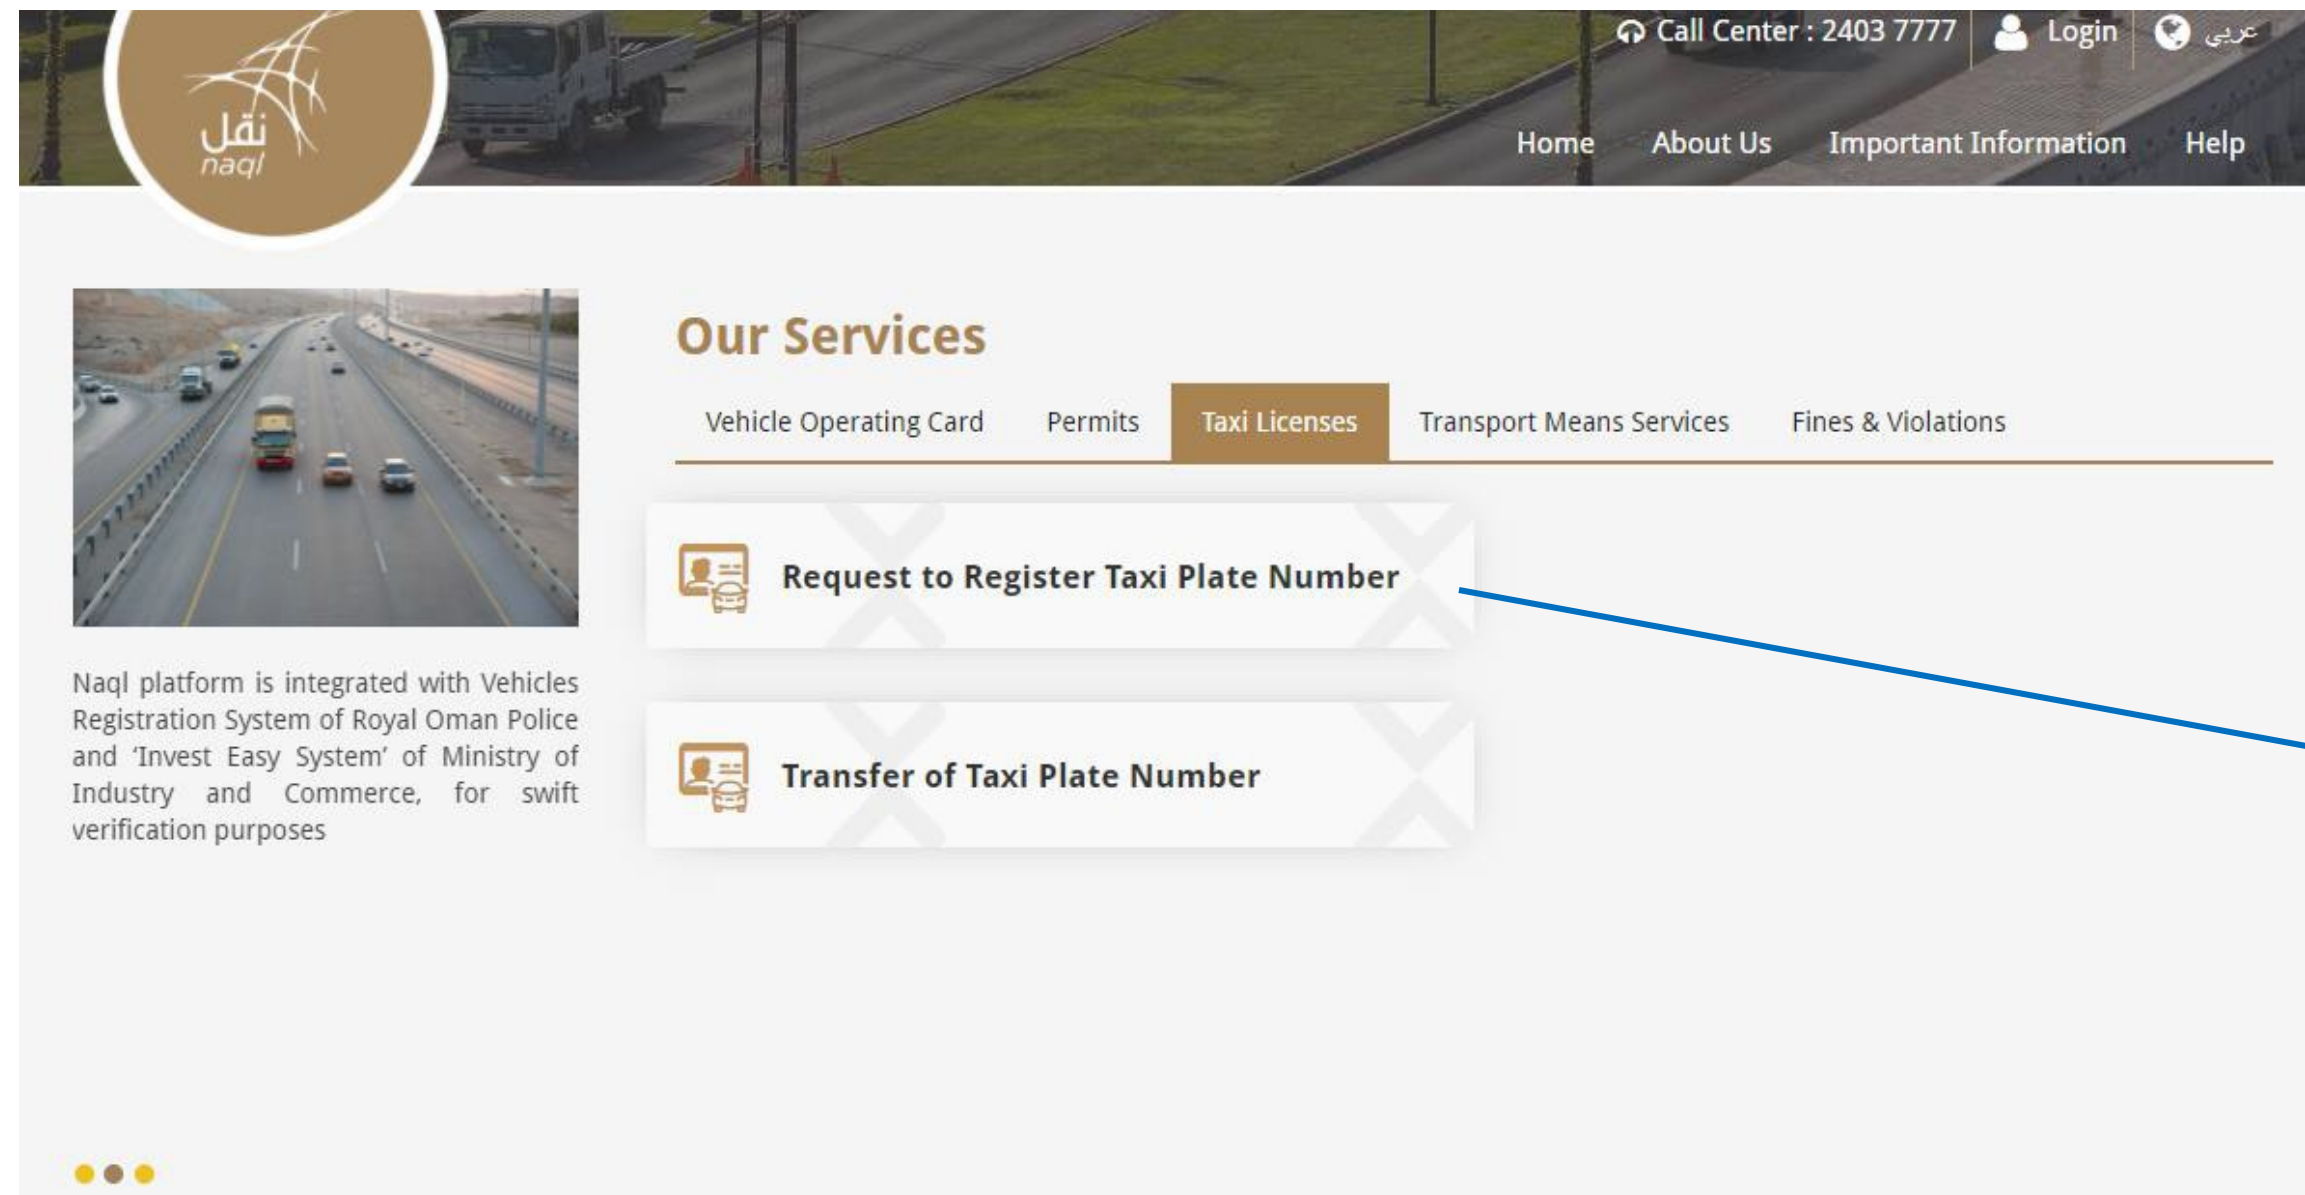 Call Center : 2403 7777 Login عربي
نقل
naql
Home About Us Important Information Help
Our Services
Vehicle Operating Card Permits Taxi Licenses Transport Means Services Fines & Violations
Request to Register Taxi Plate Number
Transfer of Taxi Plate Number
Naql platform is integrated with Vehicles
Registration System of Royal Oman Police
and ‘Invest Easy System’ of Ministry of
Industry and Commerce, for swift
verification purposes